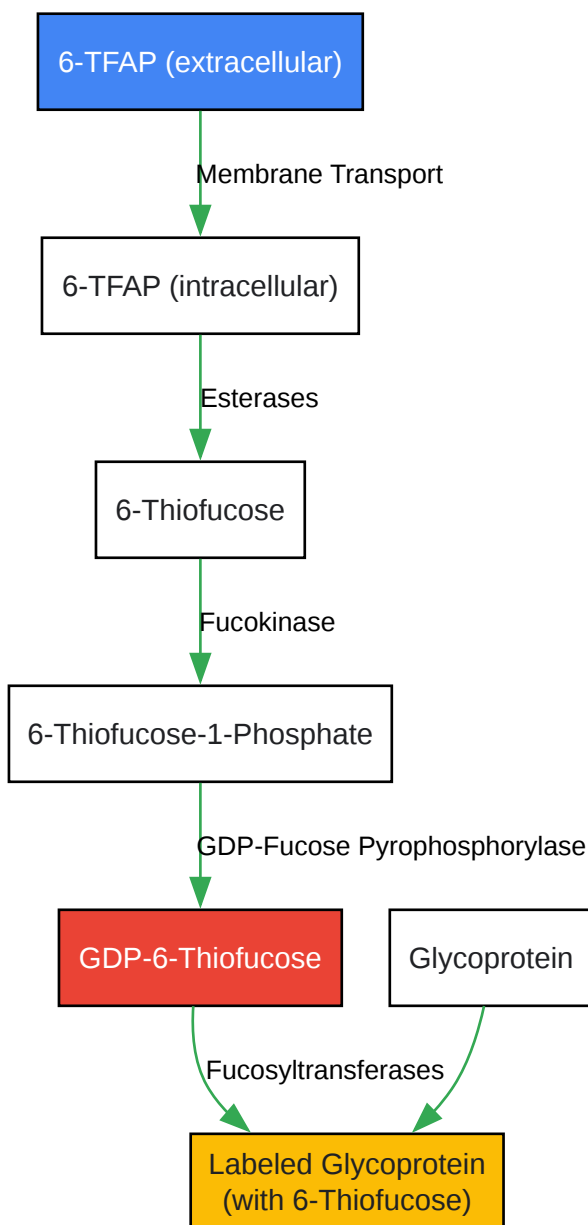 6-TFAP (extracellular)
Membrane Transport
6-TFAP (intracellular)
Esterases
6-Thiofucose
Fucokinase
6-Thiofucose-1-Phosphate
GDP-Fucose Pyrophosphorylase
GDP-6-Thiofucose
Glycoprotein
Fucosyltransferases
Labeled Glycoprotein
(with 6-Thiofucose)